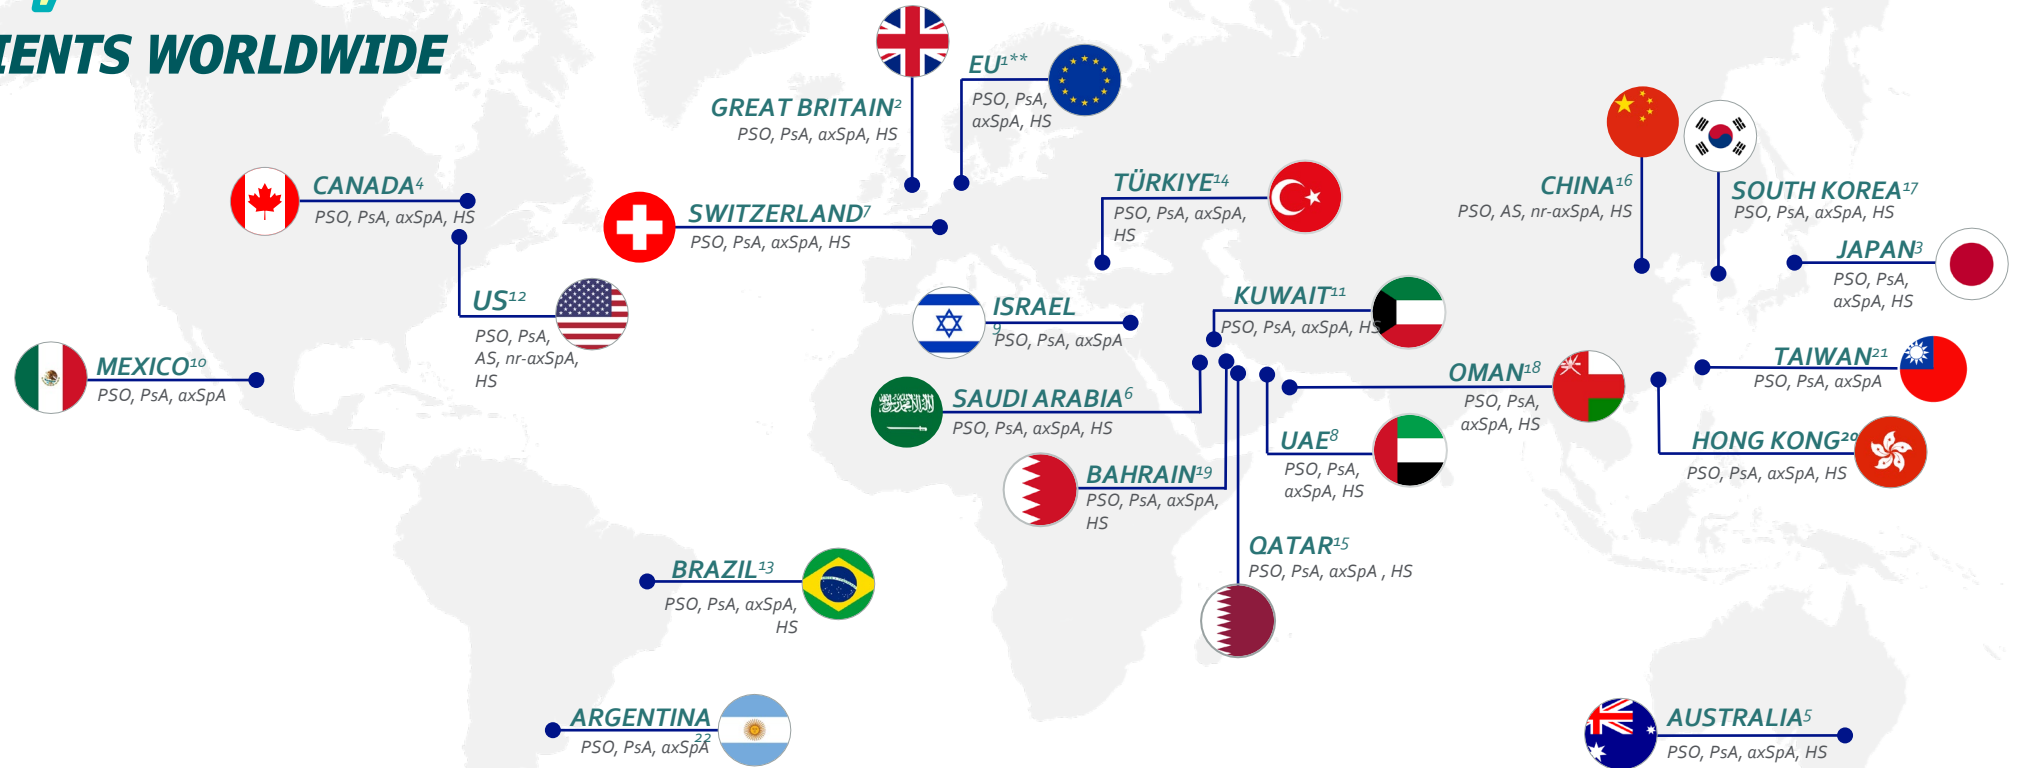 IENTS WORLDWIDE
EU¹**
PSO, PsA,
axSpA, HS
GREAT BRITAIN²
PSO, PsA, axSpA, HS
CANADA⁴
PSO, PsA, axSpA, HS
SWITZERLAND⁷
PSO, PsA, axSpA, HS
TÜRKIYE¹⁴
PSO, PsA, axSpA,
HS
CHINA¹⁶
PSO, AS, nr-axSpA, HS
SOUTH KOREA¹⁷
PSO, PsA, axSpA, HS
JAPAN³
PSO, PsA,
axSpA, HS
US¹²
PSO, PsA,
AS, nr-axSpA,
HS
ISRAEL
9
PSO, PsA, axSpA
KUWAIT¹¹
PSO, PsA, axSpA, HS
MEXICO¹⁰
PSO, PsA, axSpA
SAUDI ARABIA⁶
PSO, PsA, axSpA, HS
OMAN¹⁸
PSO, PsA,
axSpA, HS
TAIWAN²¹
PSO, PsA, axSpA
UAE⁸
PSO, PsA,
axSpA, HS
HONG KONG²⁰
PSO, PsA, axSpA, HS
BAHRAIN¹⁹
PSO, PsA, axSpA,
HS
QATAR¹⁵
PSO, PsA, axSpA , HS
BRAZIL¹³
PSO, PsA, axSpA,
HS
ARGENTINA
22
PSO, PsA, axSpA
AUSTRALIA⁵
PSO, PsA, axSpA, HS